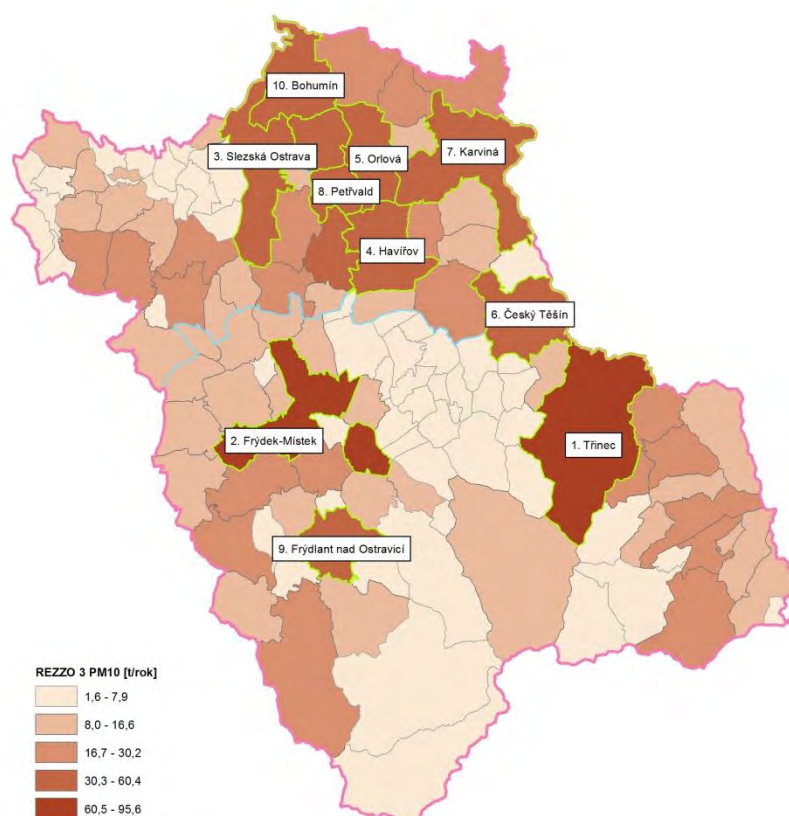 10. Bohumín
3. Slezská Ostrava
5. Orlová
7. Karviná
8. Petřvald
4. Havířov
6. Český Těšín
2. Frýdek-Místek
1. Třinec
9. Frýdlant nad Ostravicí
REZZO 3 PM10 [t/rok]
1,6 - 7,9
8,0 - 16,6
16,7 - 30,2
30,3 - 60,4
60,5 - 95,6